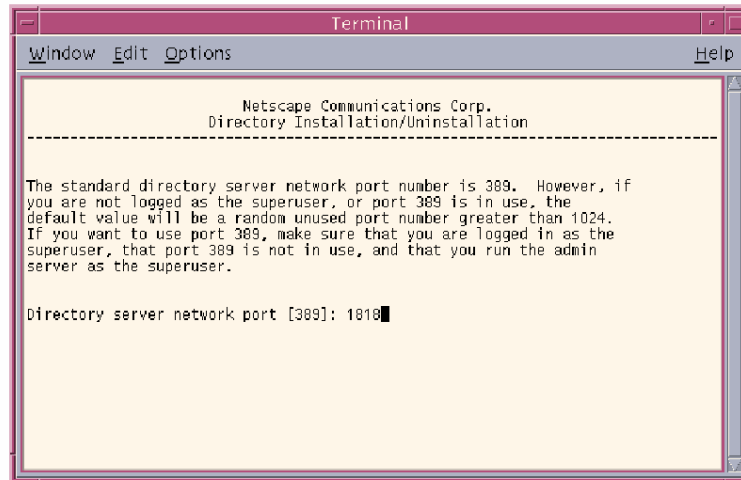 Terminal
Window Edit Options Help
Netscape Communications Corp.
Directory Installation/Uninstallation
--------------------------------------------------------------------------------
The standard directory server network port number is 389. However, if
you are not logged as the superuser, or port 389 is in use, the
default value will be a random unused port number greater than 1024.
If you want to use port 389, make sure that you are logged in as the
superuser, that port 389 is not in use, and that you run the admin
server as the superuser.
Directory server network port [389]: 1818